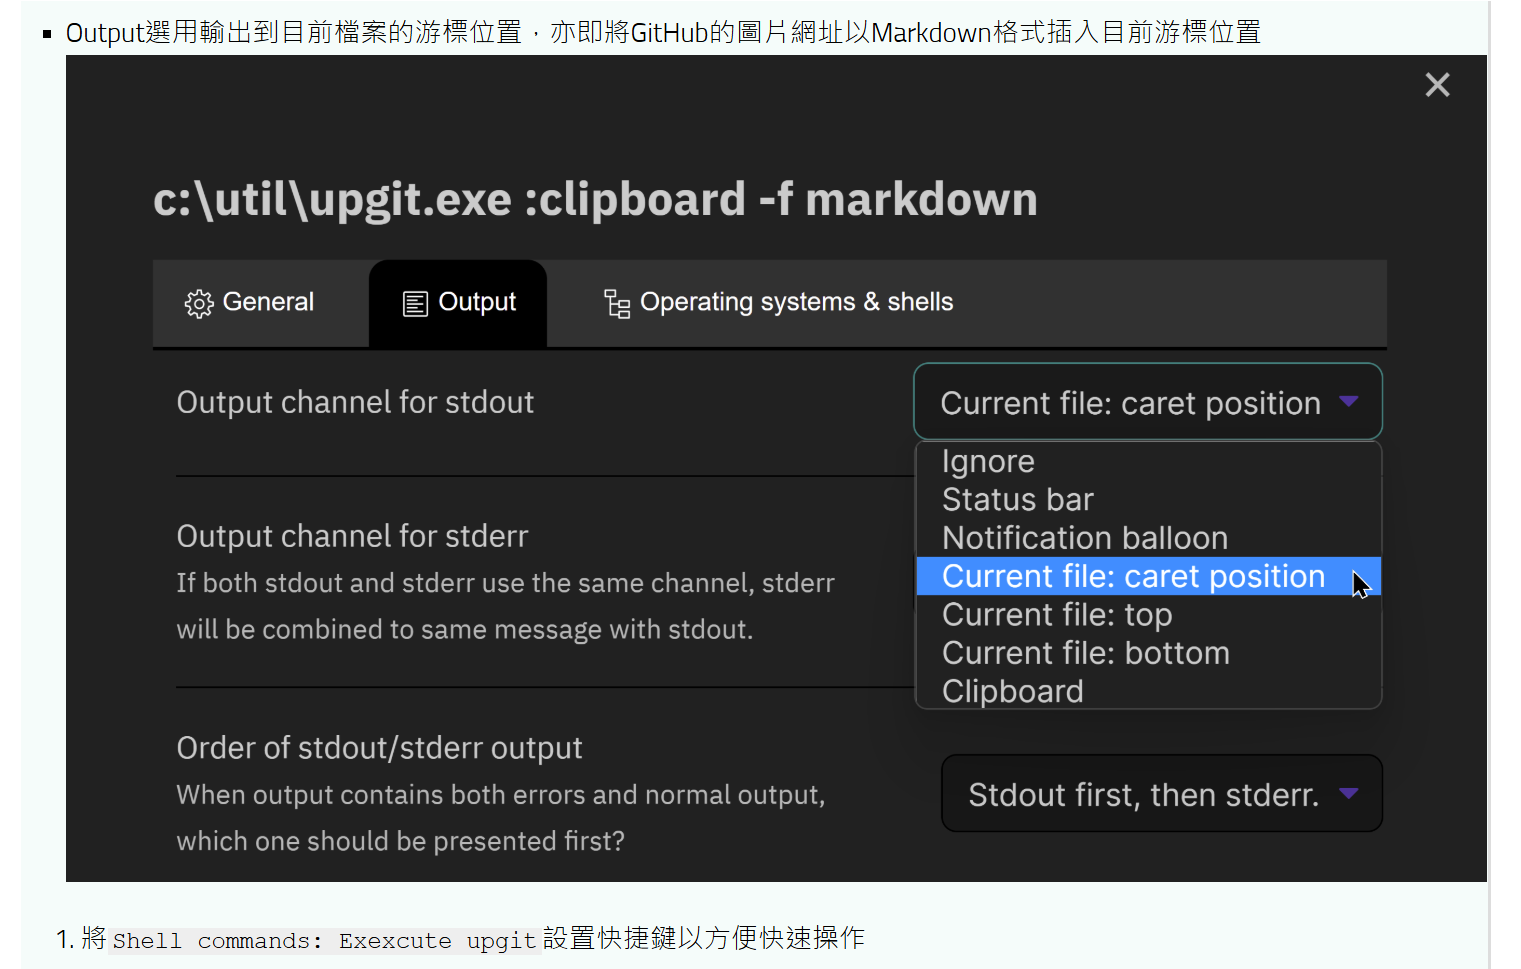 Output選用輸出到目前檔案的游標位置，亦即將GitHub的圖片網址以Markdown格式插入目前游標位置
c:\util\upgit.exe :clipboard -f markdown
General Output Operating systems & shells
Output channel for stdout
Current file: caret position
Ignore
Status bar
Notification balloon
Current file: caret position
Current file: top
Current file: bottom
Clipboard
Output channel for stderr
If both stdout and stderr use the same channel, stderr
will be combined to same message with stdout.
Order of stdout/stderr output
When output contains both errors and normal output,
which one should be presented first?
Stdout first, then stderr.
1. 將 Shell commands: Exexcute upgit 設置快捷鍵以方便快速操作